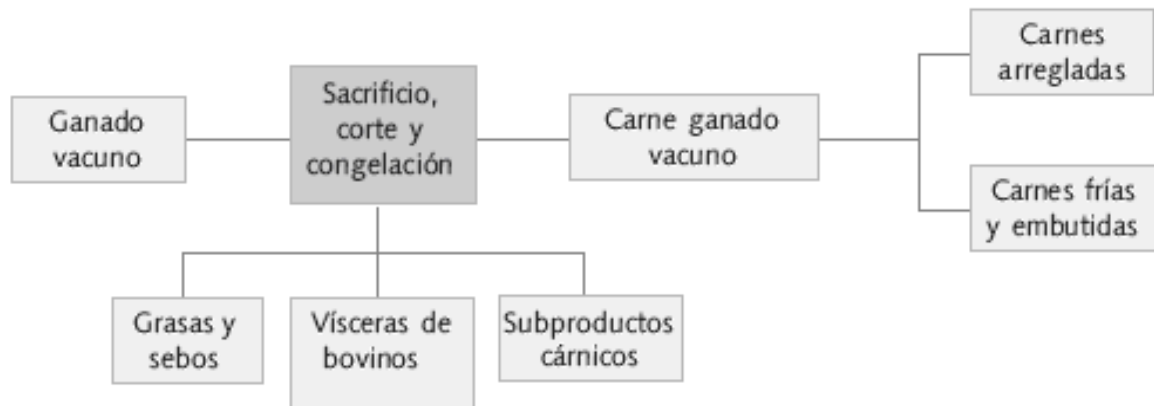 Ganado
vacuno
Sacrificio,
corte y
congelación
Carne ganado
vacuno
Carnes
arregladas
Carnes frías
y embutidas
Grasas y
sebos
Vísceras de
bovinos
Subproductos
cárnicos